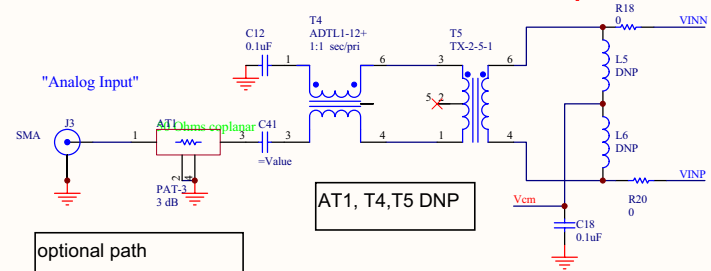 R18
0
VINN
T4
ADTL1-12+
1:1 sec/pri
T5
TX-2-5-1
C12
0.1uF
1
6
3
6
L5
DNP
"Analog Input"
5
2
J3
SMA
AT1
50 Ohms coplanar
C41
1
3
3
4
1
4
=Value
L6
DNP
2
4
PAT-3
3 dB
AT1, T4,T5 DNP
Vcm
VINP
R20
0
C18
0.1uF
optional path